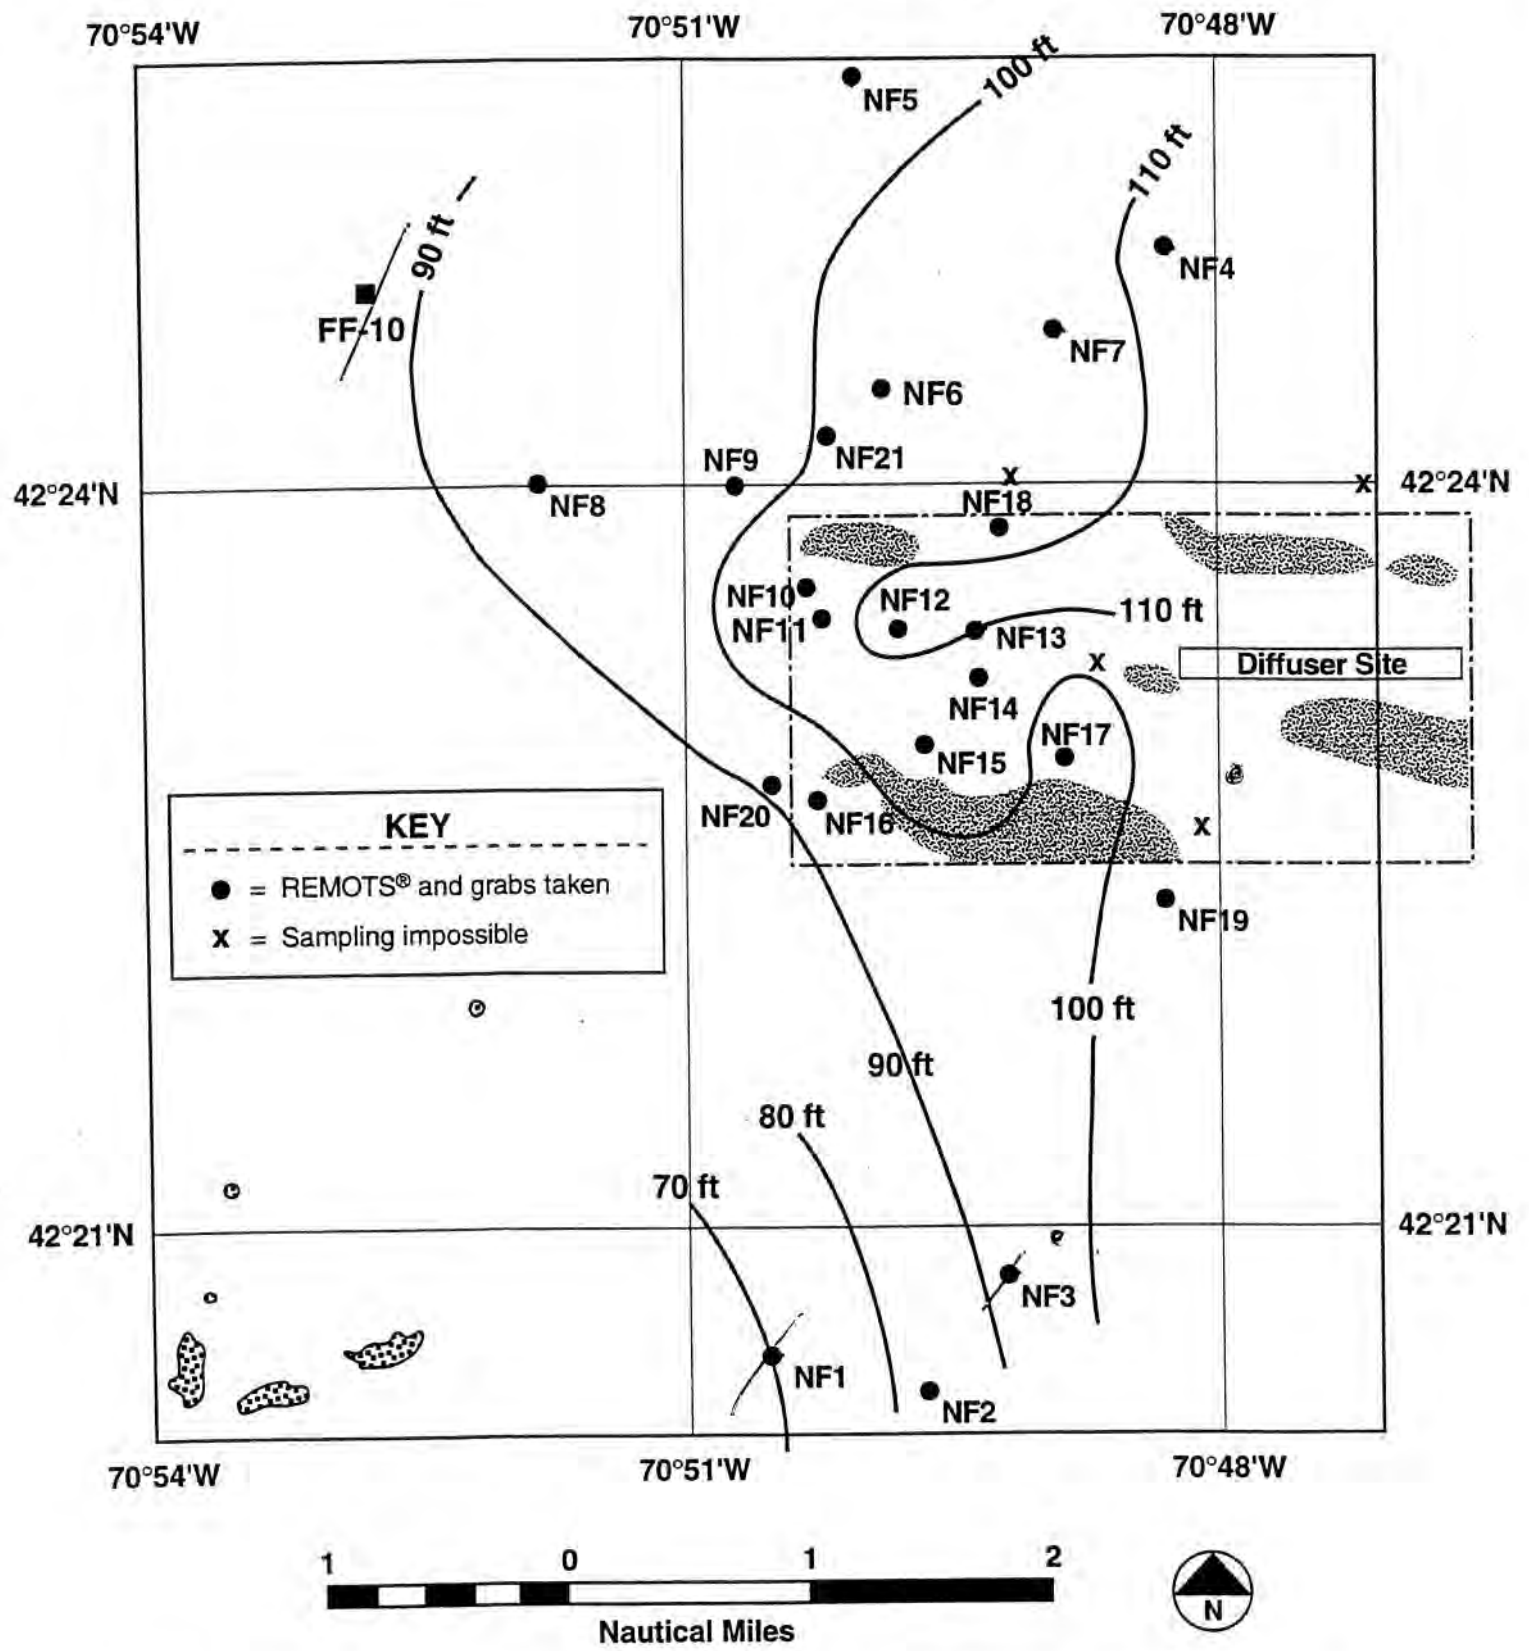 70°54'W 70°51'W 70°48'W
100 ft
NF5
110 ft
90 ft
NF4
FF-10
NF7
NF6
NF9 NF21
42°24'N NF8 x x 42°24'N
NF18
NF10 NF12
110 ft
NF11 NF13
x Diffuser Site
NF14
NF17
NF15
NF20 NF16 x
KEY
● = REMOTS® and grabs taken
x = Sampling impossible
NF19
100 ft
90 ft
80 ft
70 ft
42°21'N 42°21'N
NF3
NF1
NF2
70°54'W 70°51'W 70°48'W
1 0 1 2
Nautical Miles
N